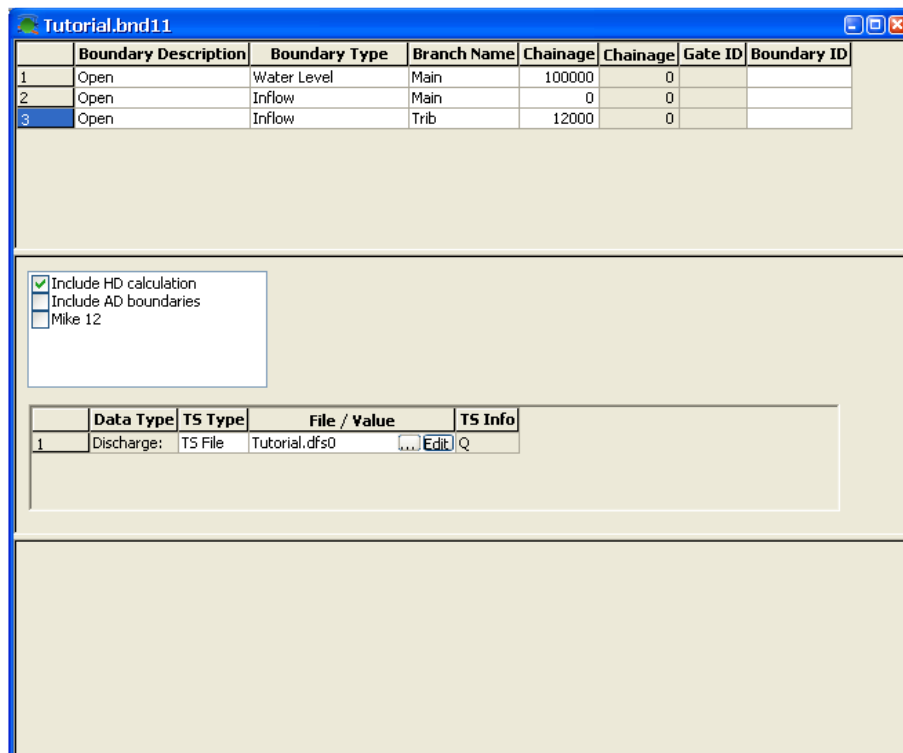 Tutorial.bnd11
Boundary Description Boundary Type Branch Name Chainage Chainage Gate ID Boundary ID
1 Open Water Level Main 100000 0
2 Open Inflow Main 0 0
3 Open Inflow Trib 12000 0
Include HD calculation
Include AD boundaries
Mike 12
Data Type TS Type File / Value TS Info
1 Discharge: TS File Tutorial.dfs0 ... Edit Q